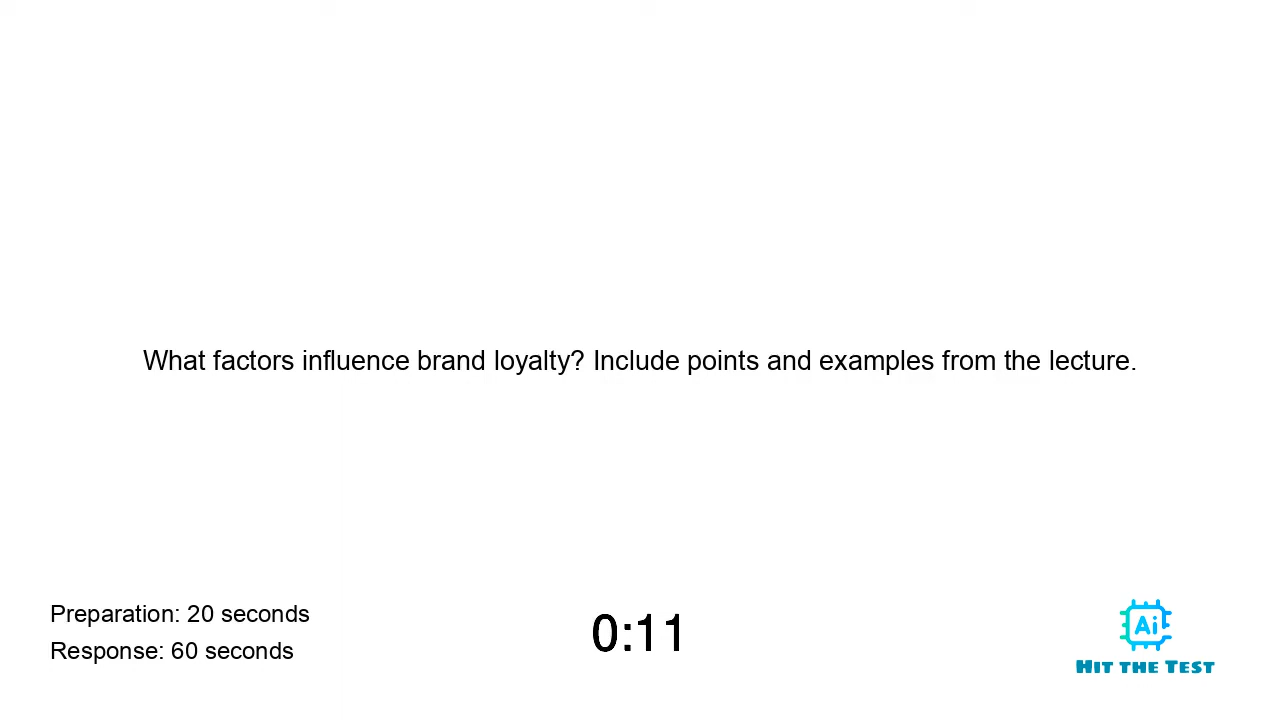 What factors influence brand loyalty? Include points and examples from the lecture.
Preparation: 20 seconds
Response: 60 seconds
0:11
Ai
HIT THE TEST